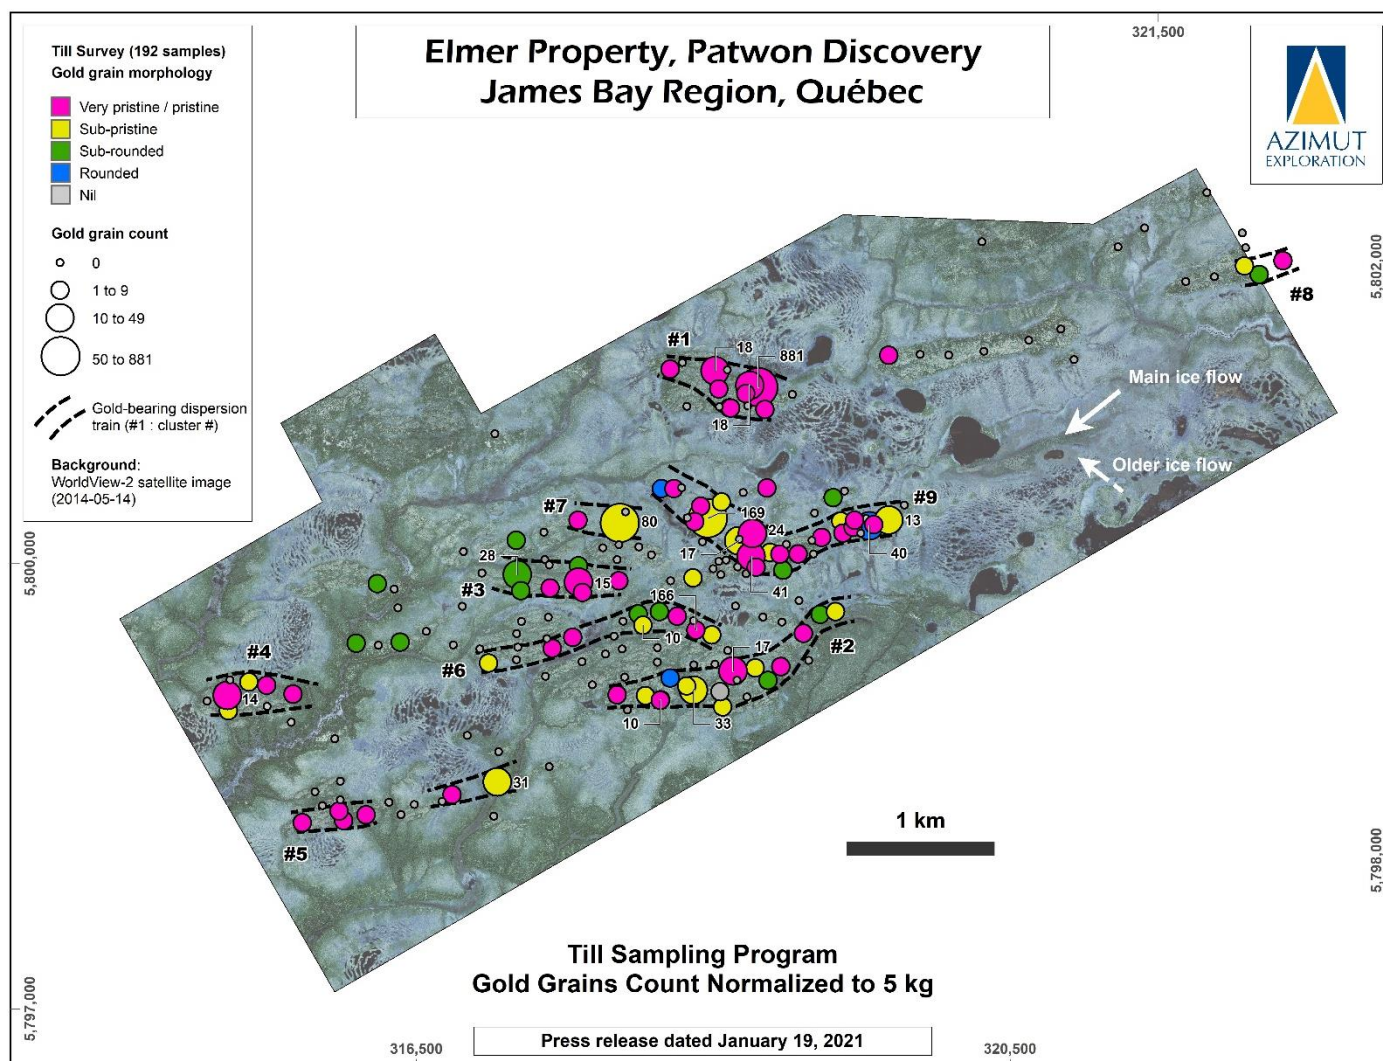 321,500
Elmer Property, Patwon Discovery
James Bay Region, Québec
AZIMUT
EXPLORATION
Till Survey (192 samples)
Gold grain morphology
Very pristine / pristine
Sub-pristine
Sub-rounded
Rounded
Nil
Gold grain count
0
1 to 9
10 to 49
50 to 881
Gold-bearing dispersion
train (#1 : cluster #)
Background:
WorldView-2 satellite image
(2014-05-14)
5,802,000
#8
#1
18
881
18
Main ice flow
Older ice flow
#7
80
169
#9
13
24
17
40
41
28
#3
15
5,800,000
166
10
#6
17
#2
#4
14
10
33
31
#5
1 km
5,798,000
Till Sampling Program
Gold Grains Count Normalized to 5 kg
5,797,000
Press release dated January 19, 2021
316,500
320,500